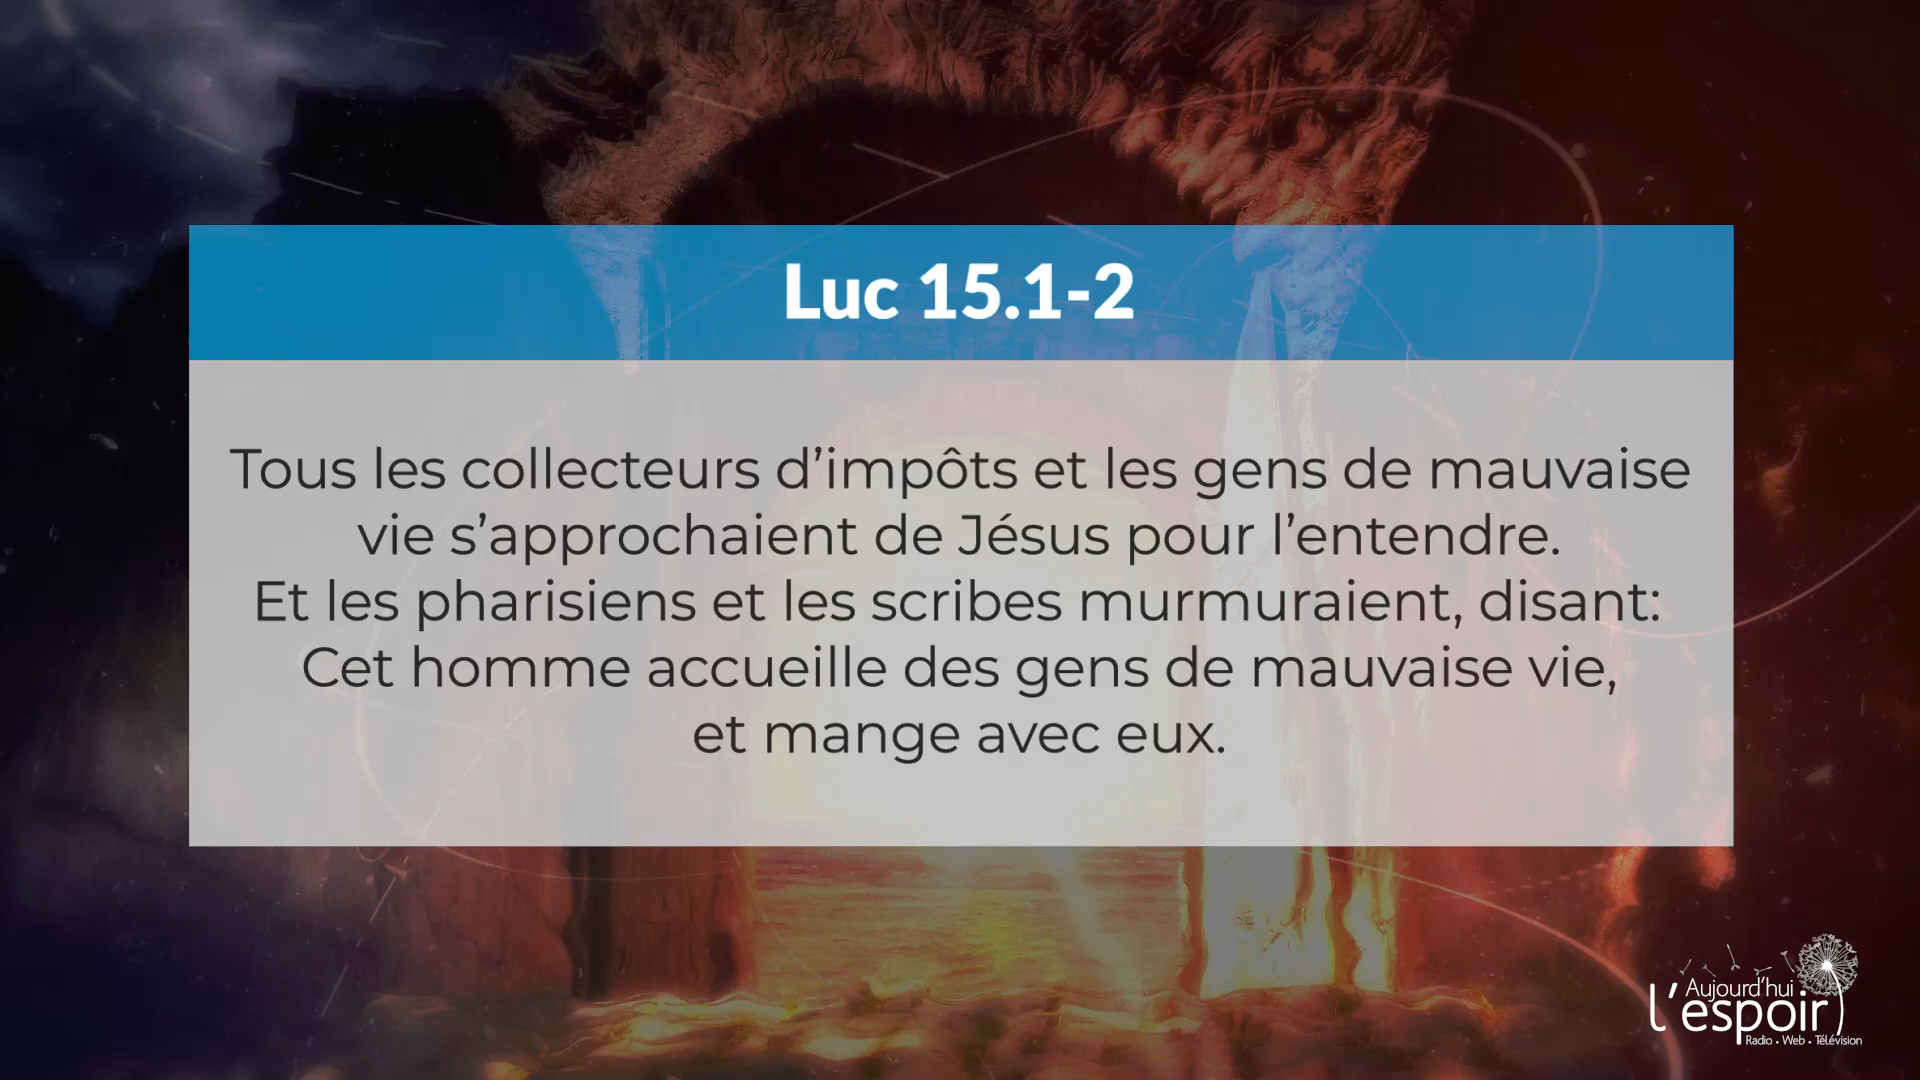 Luc 15.1-2
Tous les collecteurs d’impôts et les gens de mauvaise
vie s’approchaient de Jésus pour l’entendre.
Et les pharisiens et les scribes murmuraient, disant:
Cet homme accueille des gens de mauvaise vie,
et mange avec eux.
Aujourd’hui
l’espoir
Radio • Web • Télévision